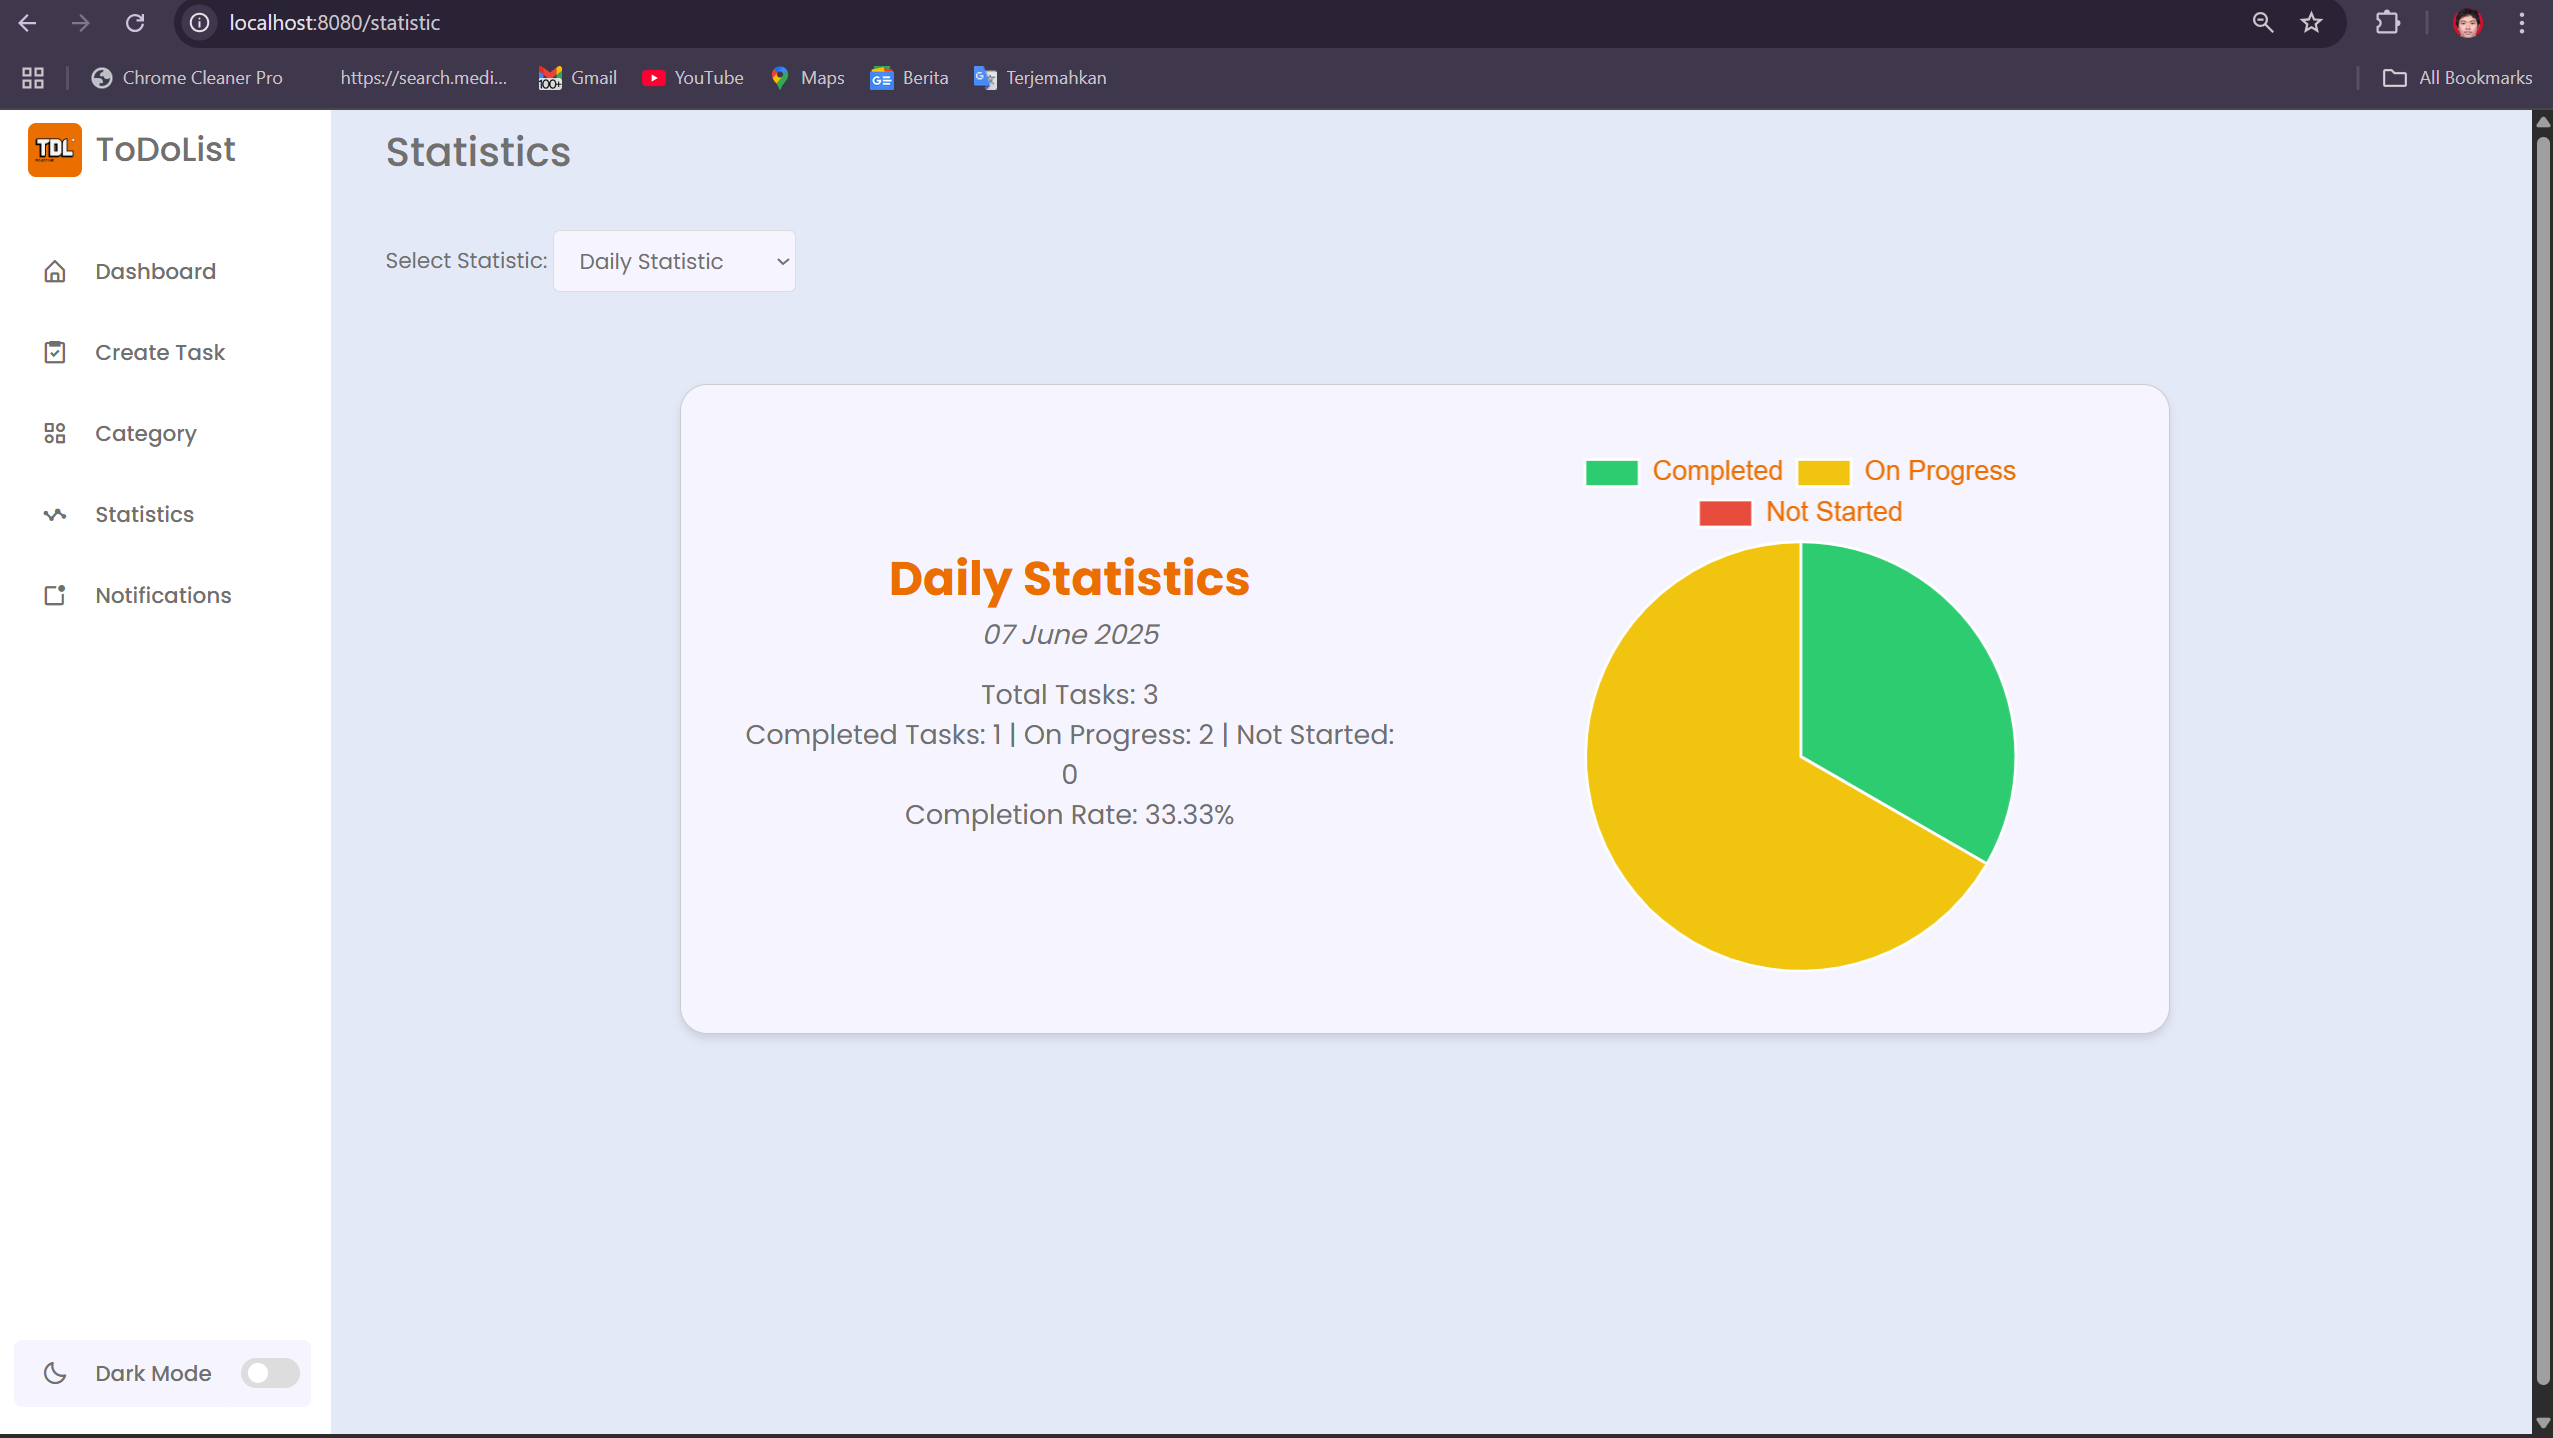 localhost:8080/statistic
Chrome Cleaner Pro
https://search.medi...
Gmail
YouTube
Maps
Berita
Terjemahkan
All Bookmarks
TDL
ToDoList
Dashboard
Create Task
Category
Statistics
Notifications
Dark Mode
Statistics
Select Statistic: Daily Statistic
Daily Statistics
07 June 2025
Total Tasks: 3
Completed Tasks: 1 | On Progress: 2 | Not Started:
0
Completion Rate: 33.33%
Completed On Progress
Not Started